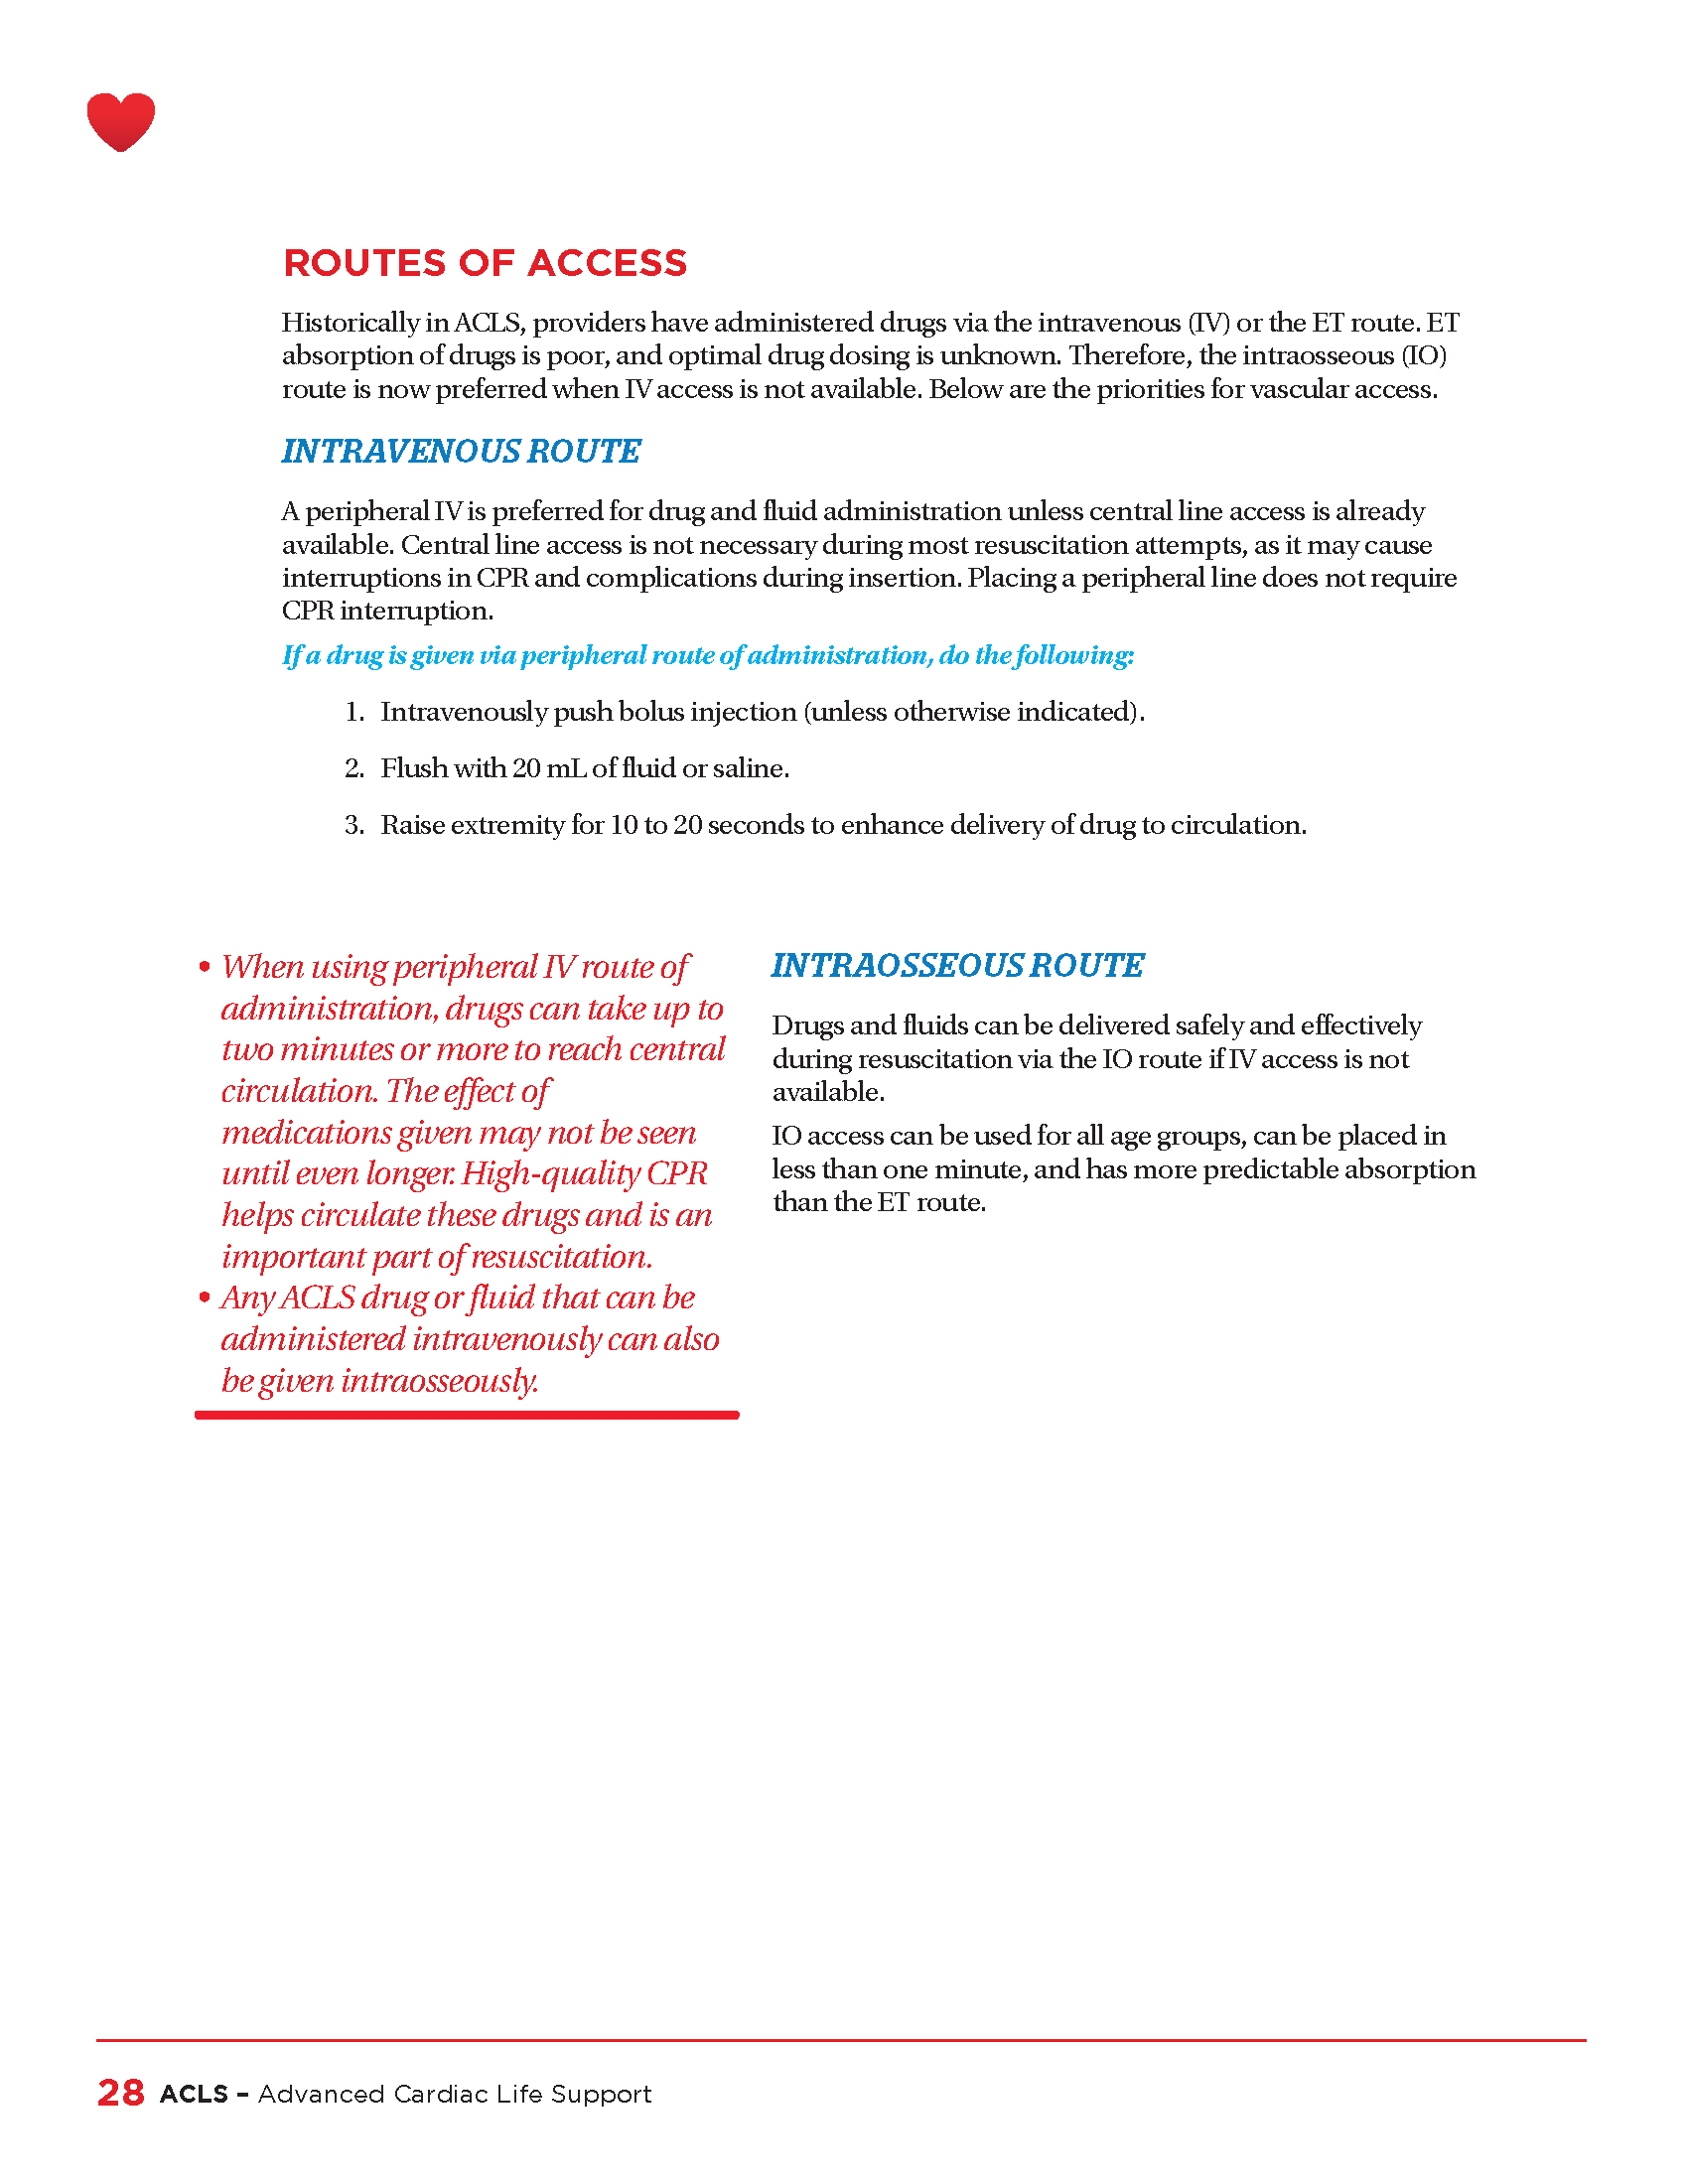 ROUTES OF ACCESS
Historically in ACLS, providers have administered drugs via the intravenous (IV) or the ET route. ET
absorption of drugs is poor, and optimal drug dosing is unknown. Therefore, the intraosseous (IO)
route is now preferred when IV access is not available. Below are the priorities for vascular access.
INTRAVENOUS ROUTE
A peripheral IV is preferred for drug and fluid administration unless central line access is already
available. Central line access is not necessary during most resuscitation attempts, as it may cause
interruptions in CPR and complications during insertion. Placing a peripheral line does not require
CPR interruption.
If a drug is given via peripheral route of administration, do the following:
1. Intravenously push bolus injection (unless otherwise indicated).
2. Flush with 20 mL of fluid or saline.
3. Raise extremity for 10 to 20 seconds to enhance delivery of drug to circulation.
• When using peripheral IV route of
administration, drugs can take up to
two minutes or more to reach central
circulation. The effect of
medications given may not be seen
until even longer. High-quality CPR
helps circulate these drugs and is an
important part of resuscitation.
• Any ACLS drug or fluid that can be
administered intravenously can also
be given intraosseously.
INTRAOSSEOUS ROUTE
Drugs and fluids can be delivered safely and effectively
during resuscitation via the IO route if IV access is not
available.
IO access can be used for all age groups, can be placed in
less than one minute, and has more predictable absorption
than the ET route.
28 ACLS – Advanced Cardiac Life Support